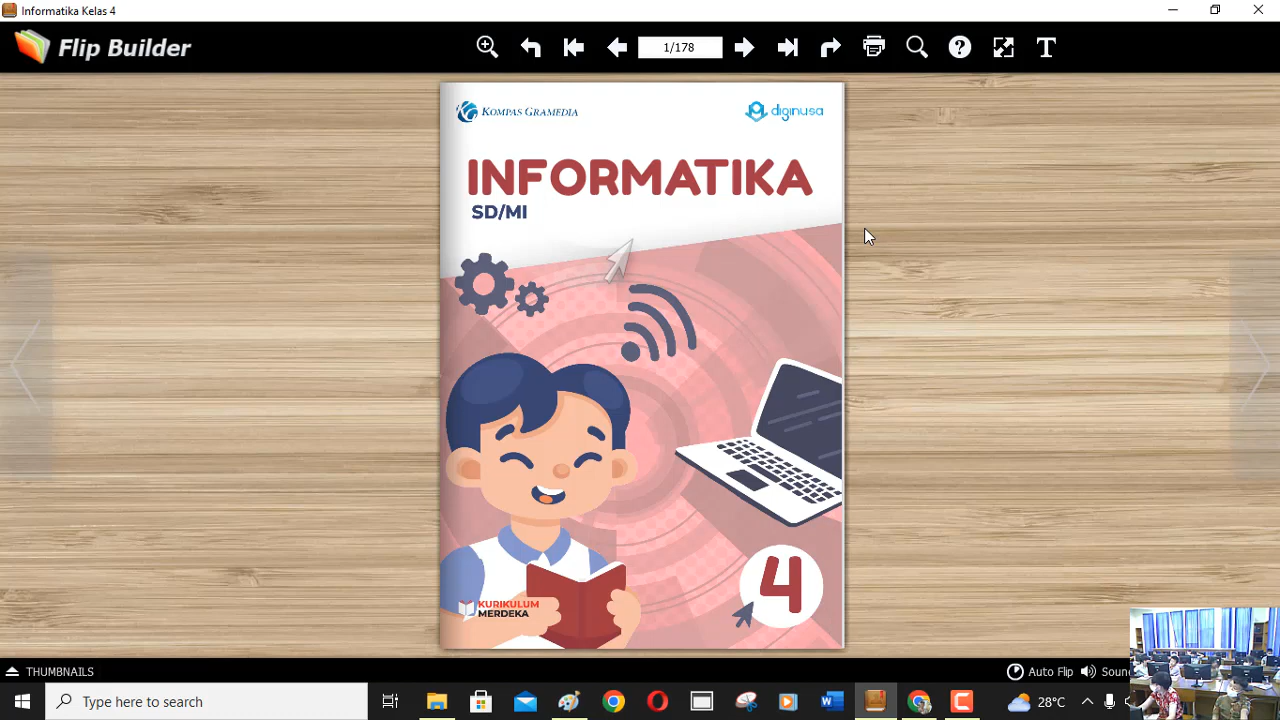 Informatika Kelas 4
Flip Builder
1/178
T
KOMPAS GRAMEDIA
diginusa
INFORMATIKA
SD/MI
4
KURIKULUM
MERDEKA
THUMBNAILS
Auto Flip
Soun
Type here to search
28°C